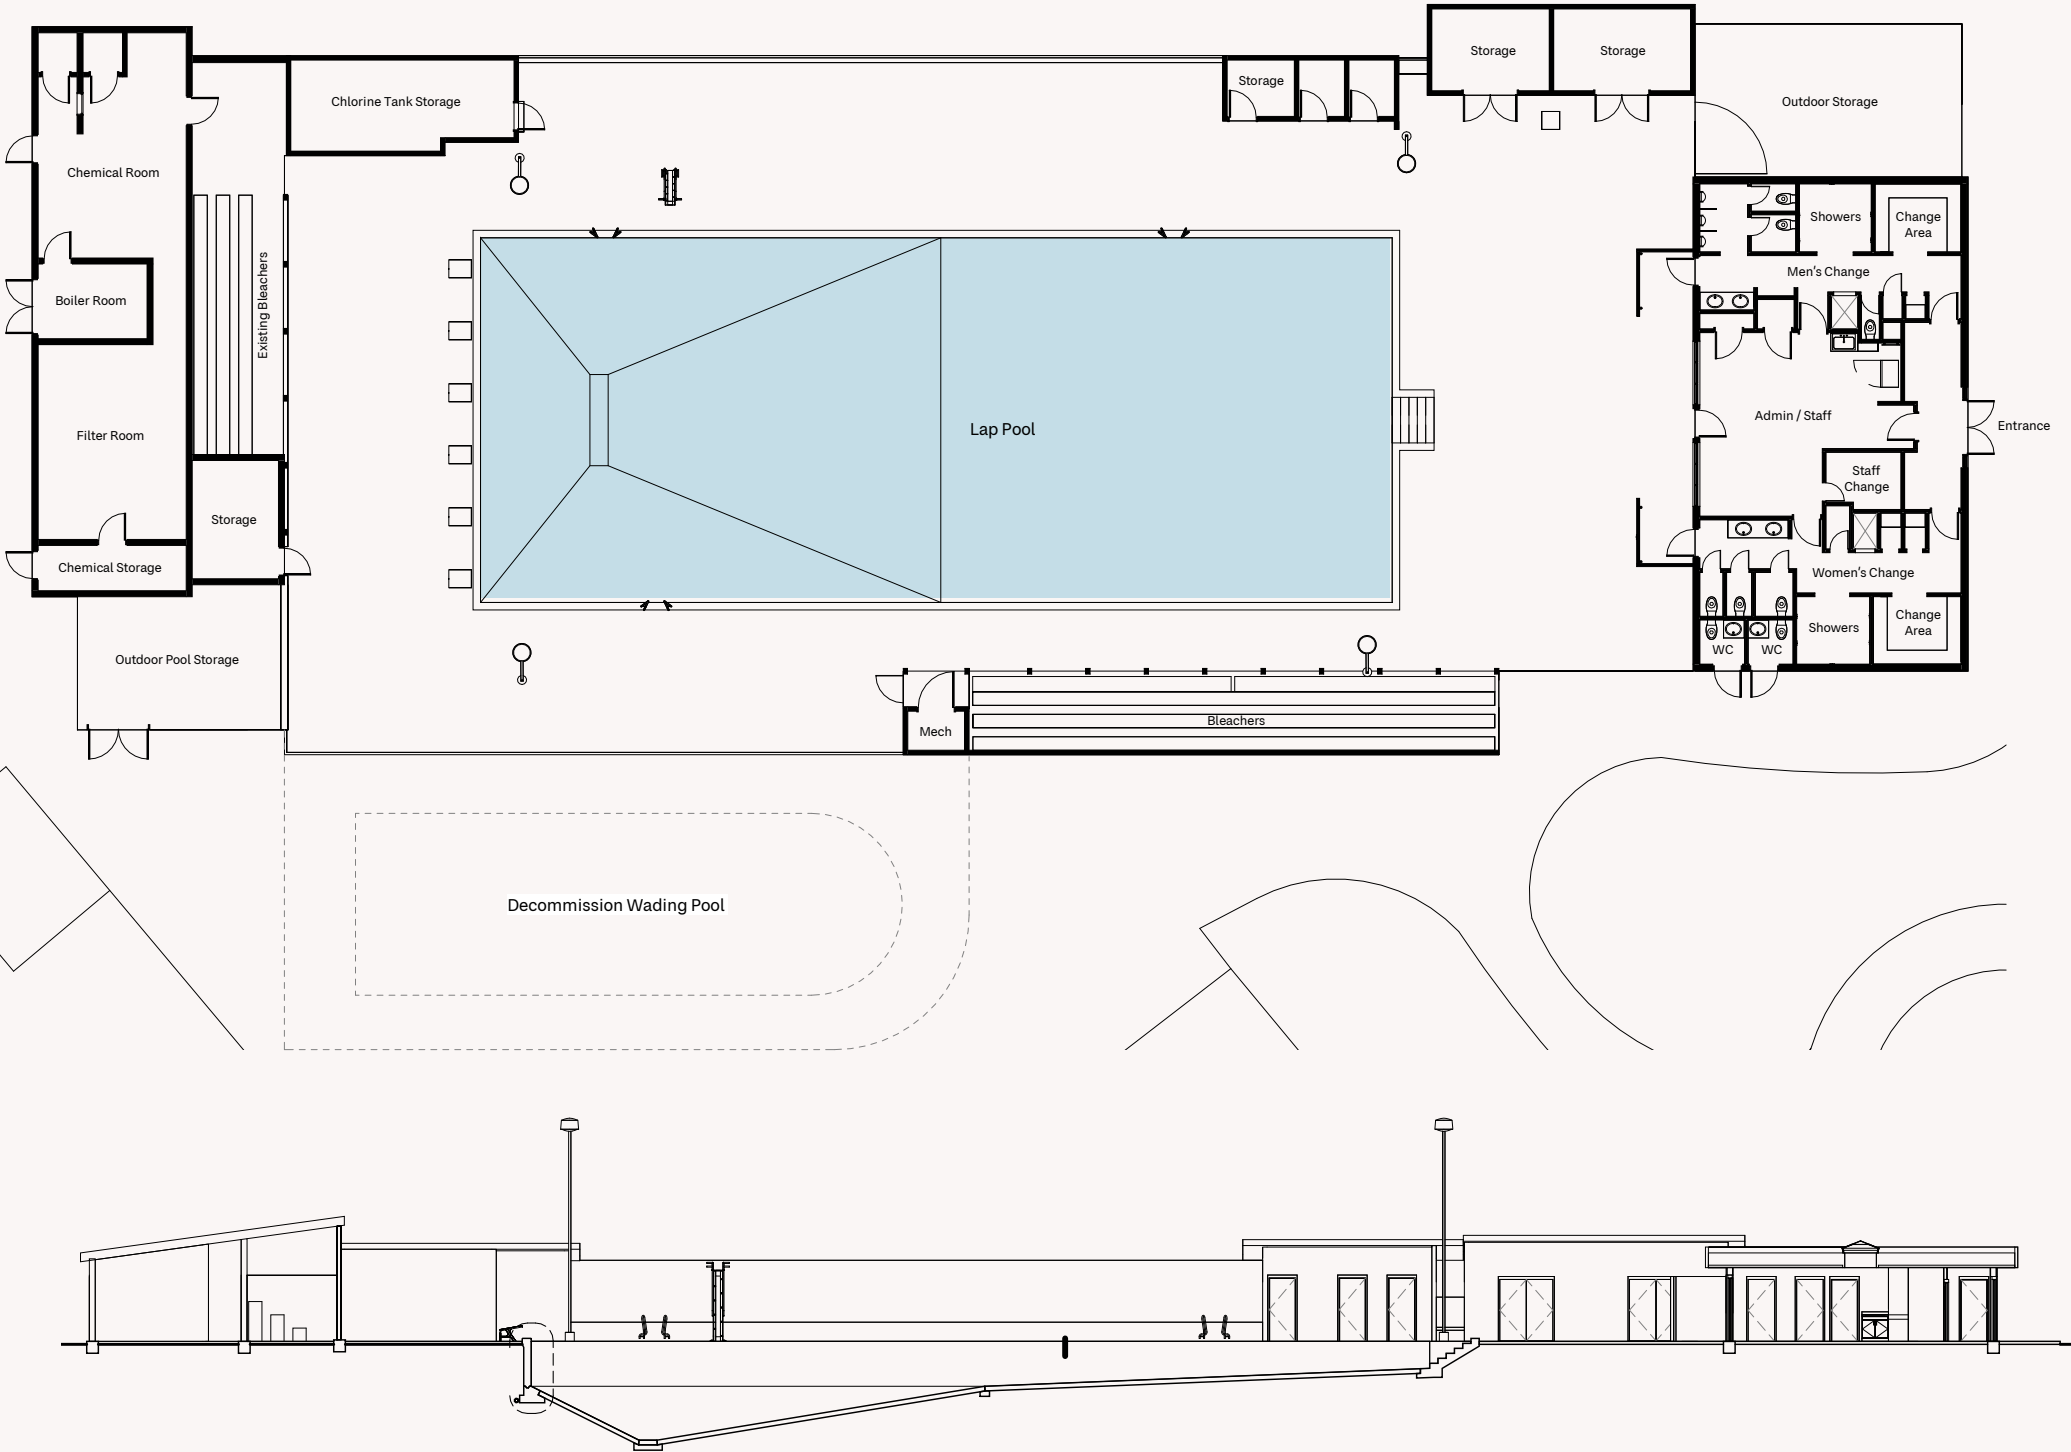 Storage
Storage
Storage
Chlorine Tank Storage
Outdoor Storage
Chemical Room
Showers
Change
Area
Men's Change
Boiler Room
Existing Bleachers
Admin / Staff
Entrance
Lap Pool
Filter Room
Staff
Change
Storage
Chemical Storage
Women's Change
Change
Area
Showers
WC
WC
Outdoor Pool Storage
Bleachers
Mech
Decommission Wading Pool